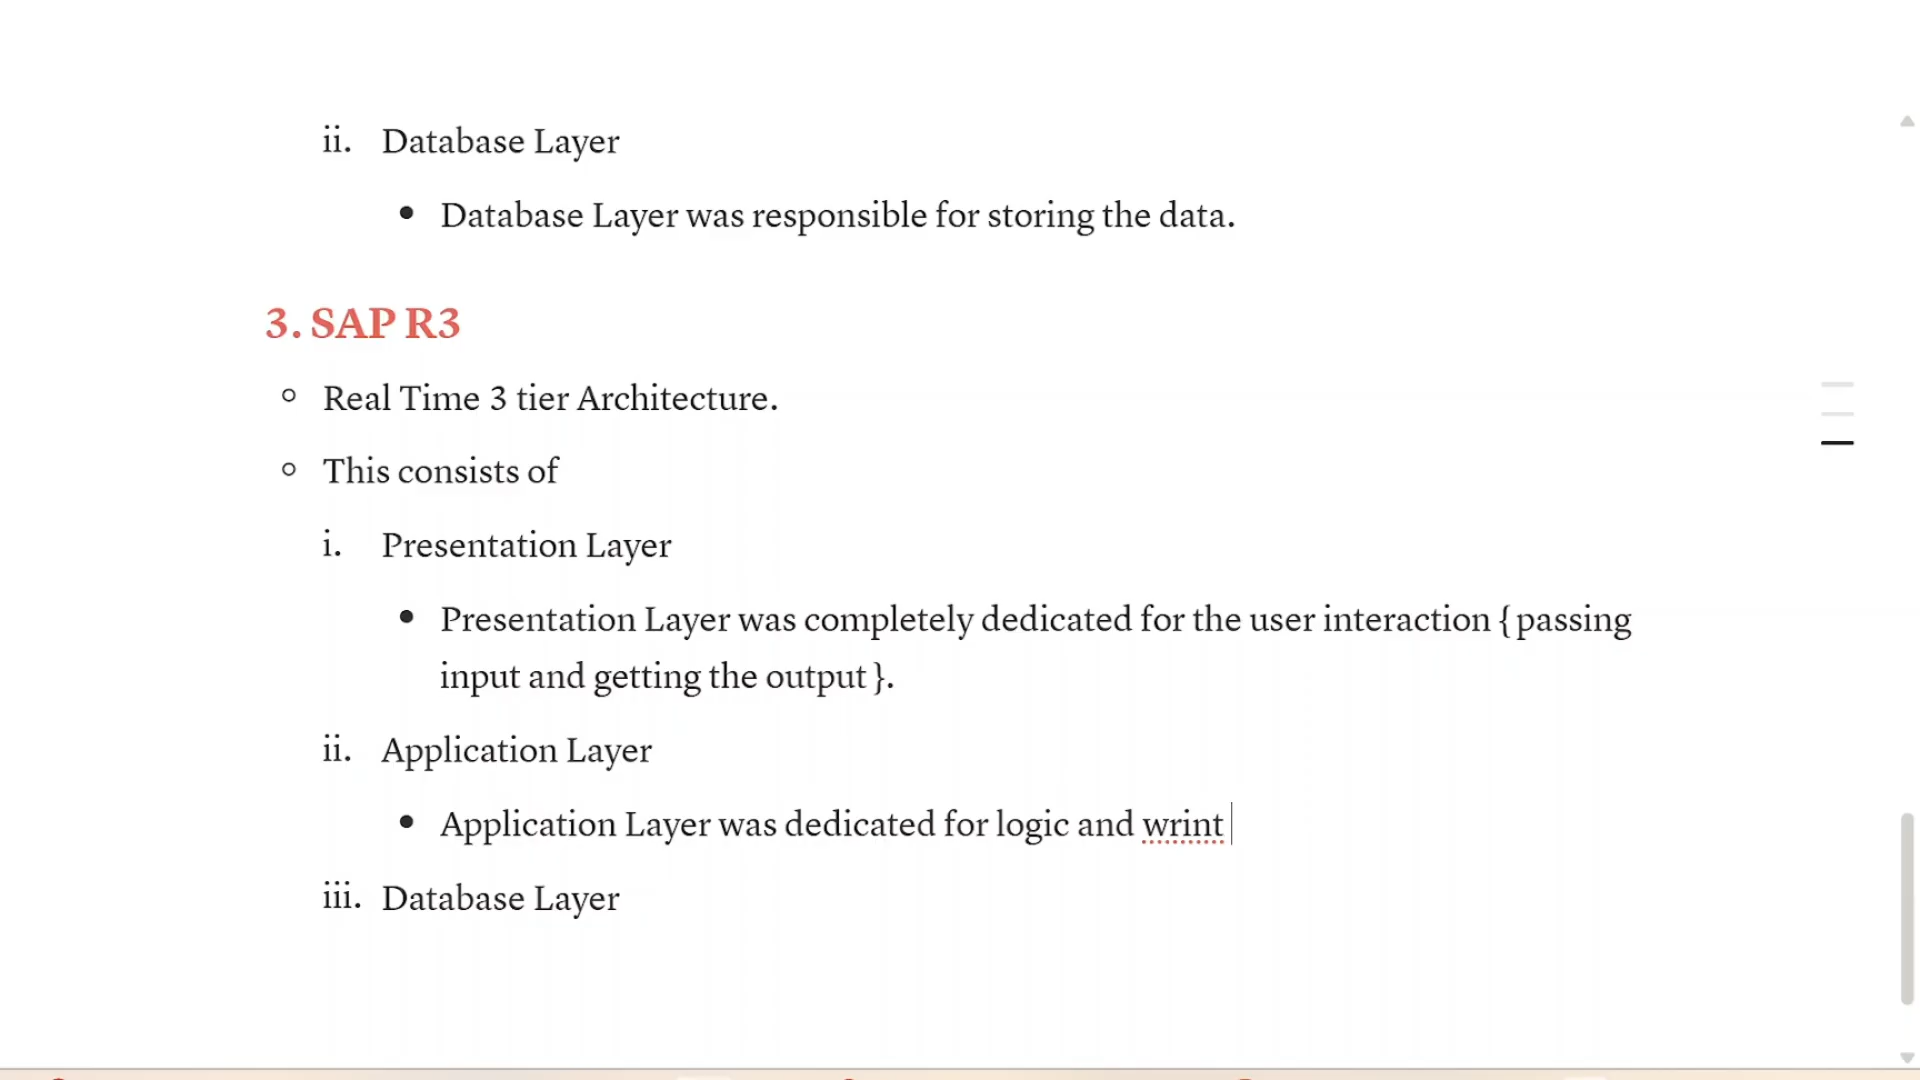 ii. Database Layer
• Database Layer was responsible for storing the data.
3. SAP R3
◦ Real Time 3 tier Architecture.
◦ This consists of
i. Presentation Layer
• Presentation Layer was completely dedicated for the user interaction { passing
input and getting the output }.
ii. Application Layer
• Application Layer was dedicated for logic and wrint
iii. Database Layer